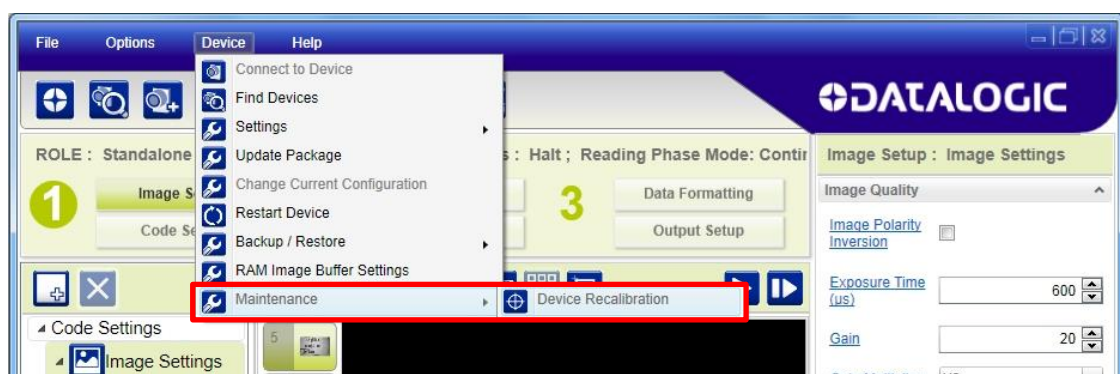 File Options Device Help
Connect to Device
Find Devices
Settings
Update Package
Change Current Configuration
Restart Device
Backup / Restore
RAM Image Buffer Settings
Maintenance
Device Recalibration
DATALOGIC
ROLE : Standalone
: Halt ; Reading Phase Mode:
1
Image
Code
3
Data Formatting
Output Setup
Image Setup : Image Settings
Image Quality
Image Polarity
Inversion
Exposure Time
(us)
600
Gain
20
Code Settings
Image Settings
5